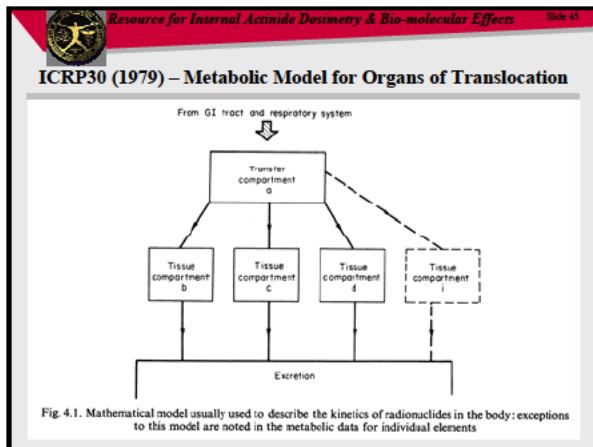 Resource for Internal Actinide Dosimetry & Bio-molecular Effects
Slide 45
ICRP30 (1979) – Metabolic Model for Organs of Translocation
From GI tract and respiratory system
Transfer
compartment
a
Tissue
compartment
b
Tissue
compartment
c
Tissue
compartment
d
Tissue
compartment
i
Excretion
Fig. 4.1. Mathematical model usually used to describe the kinetics of radionuclides in the body: exceptions
to this model are noted in the metabolic data for individual elements